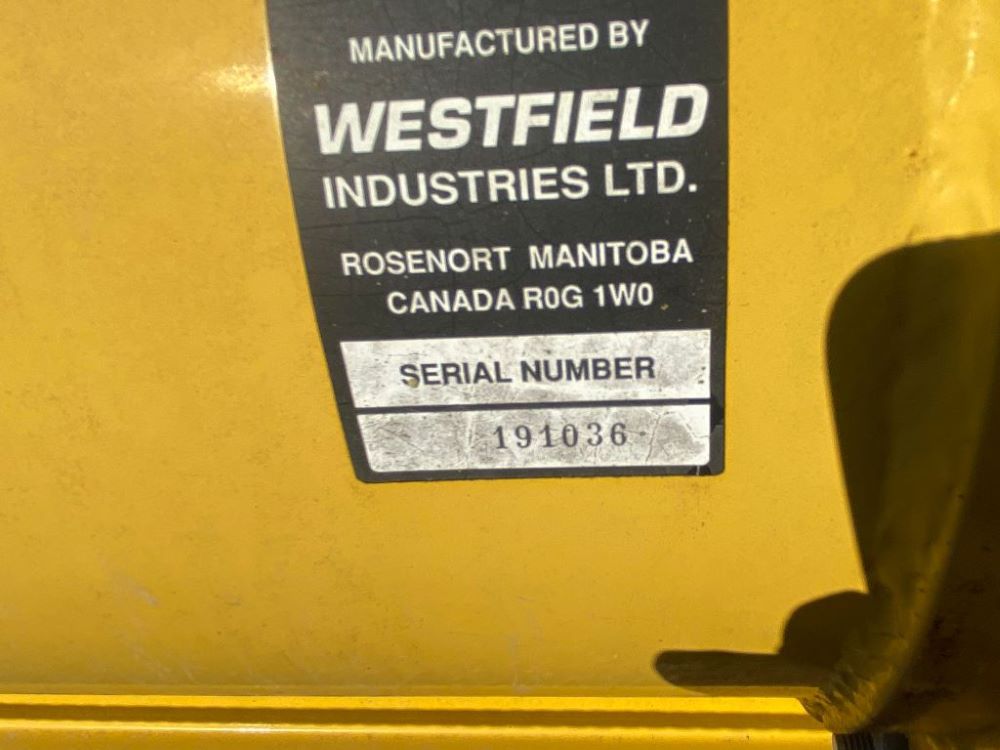 MANUFACTURED BY
WESTFIELD
INDUSTRIES LTD.
ROSENORT MANITOBA
CANADA R0G 1W0
SERIAL NUMBER
191036